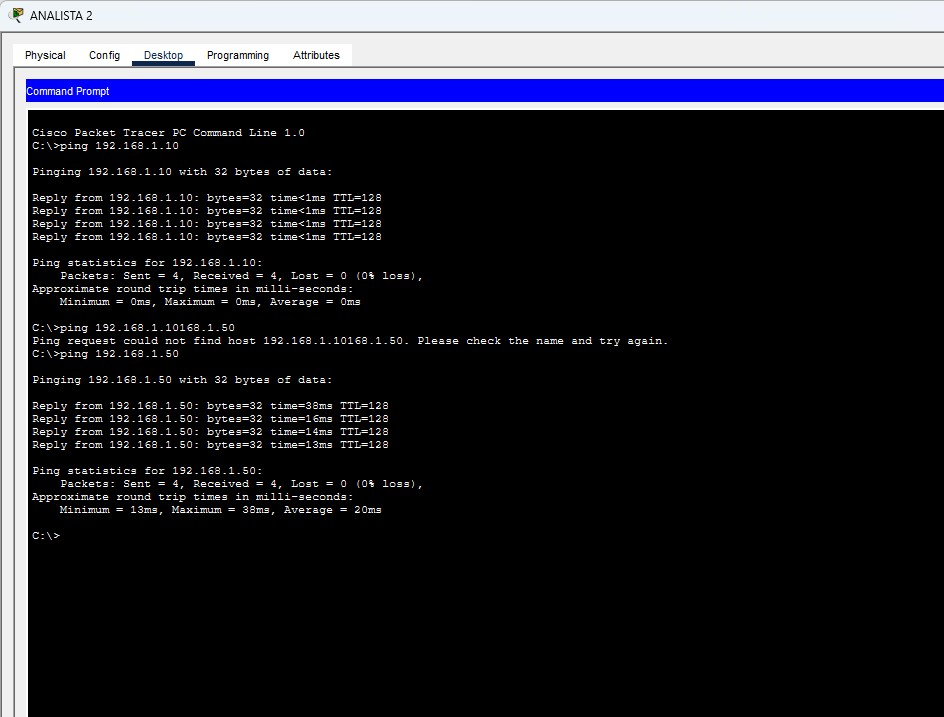 ANALISTA 2
Physical Config Desktop Programming Attributes
Command Prompt
Cisco Packet Tracer PC Command Line 1.0
C:\>ping 192.168.1.10
Pinging 192.168.1.10 with 32 bytes of data:
Reply from 192.168.1.10: bytes=32 time<1ms TTL=128
Reply from 192.168.1.10: bytes=32 time<1ms TTL=128
Reply from 192.168.1.10: bytes=32 time<1ms TTL=128
Reply from 192.168.1.10: bytes=32 time<1ms TTL=128
Ping statistics for 192.168.1.10:
Packets: Sent = 4, Received = 4, Lost = 0 (0% loss),
Approximate round trip times in milli-seconds:
Minimum = 0ms, Maximum = 0ms, Average = 0ms
C:\>ping 192.168.1.10168.1.50
Ping request could not find host 192.168.1.10168.1.50. Please check the name and try again.
C:\>ping 192.168.1.50
Pinging 192.168.1.50 with 32 bytes of data:
Reply from 192.168.1.50: bytes=32 time=38ms TTL=128
Reply from 192.168.1.50: bytes=32 time=16ms TTL=128
Reply from 192.168.1.50: bytes=32 time=14ms TTL=128
Reply from 192.168.1.50: bytes=32 time=13ms TTL=128
Ping statistics for 192.168.1.50:
Packets: Sent = 4, Received = 4, Lost = 0 (0% loss),
Approximate round trip times in milli-seconds:
Minimum = 13ms, Maximum = 38ms, Average = 20ms
C:\>